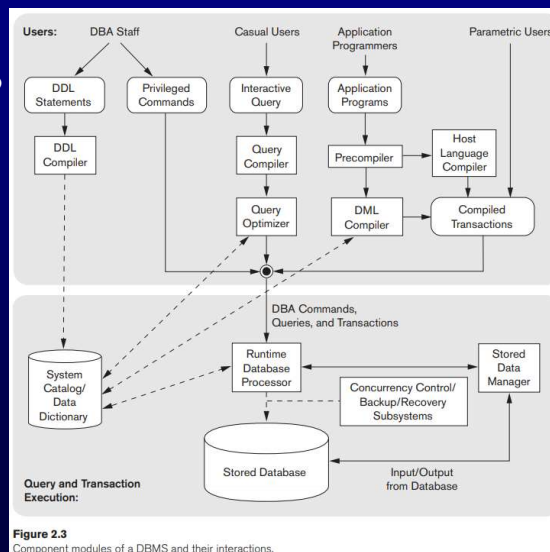 Users: DBA Staff Casual Users Application Programmers Parametric Users
DDL Statements
Privileged Commands
Interactive Query
Application Programs
DDL Compiler
Query Compiler
Precompiler
Host Language Compiler
Query Optimizer
DML Compiler
Compiled Transactions
DBA Commands,
Queries, and Transactions
System Catalog/ Data Dictionary
Runtime Database Processor
Stored Data Manager
Concurrency Control/
Backup/Recovery
Subsystems
Stored Database
Input/Output
from Database
Query and Transaction
Execution:
Figure 2.3
Component modules of a DBMS and their interactions.